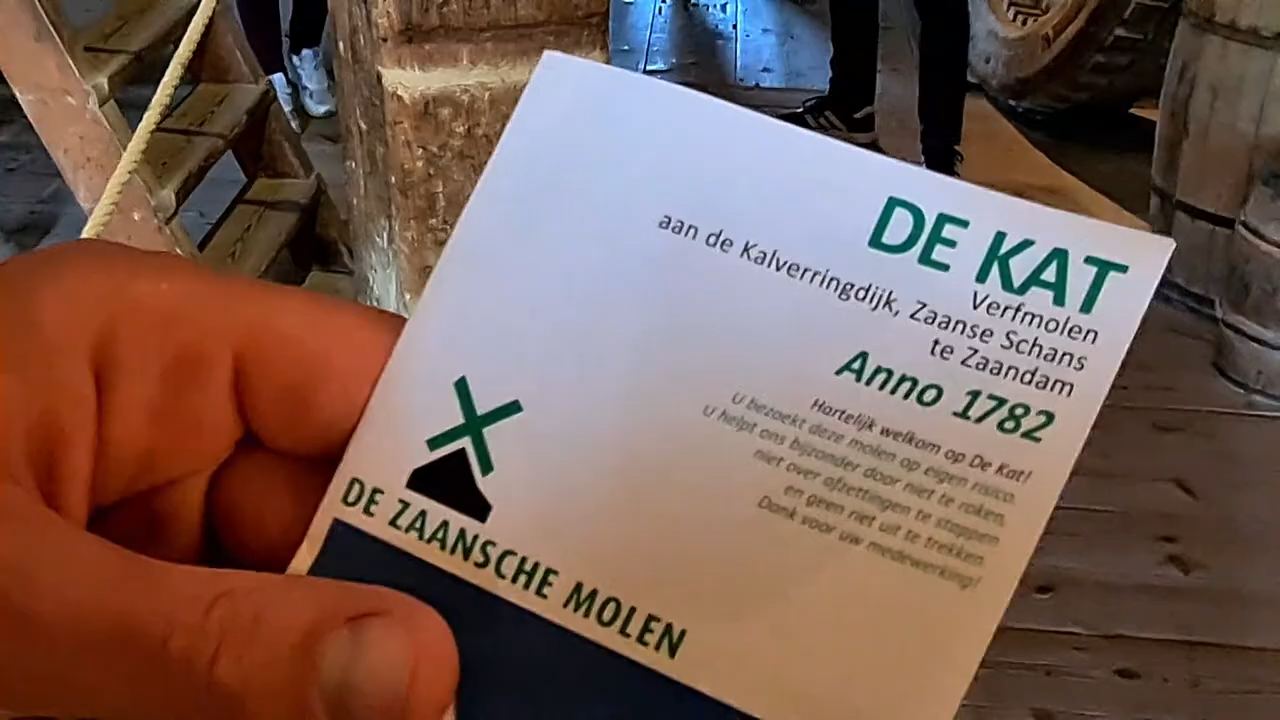 DE KAT
Verfmolen
aan de Kalverringdijk, Zaanse Schans
te Zaandam
Anno 1782
Hartelijk welkom op De Kat!
U bezoekt deze molen op eigen risico.
U helpt ons bijzonder door niet te roken,
niet over afzettingen te stappen
en geen riet uit te trekken.
Dank voor uw medewerking!
DE ZAANSCHE MOLEN